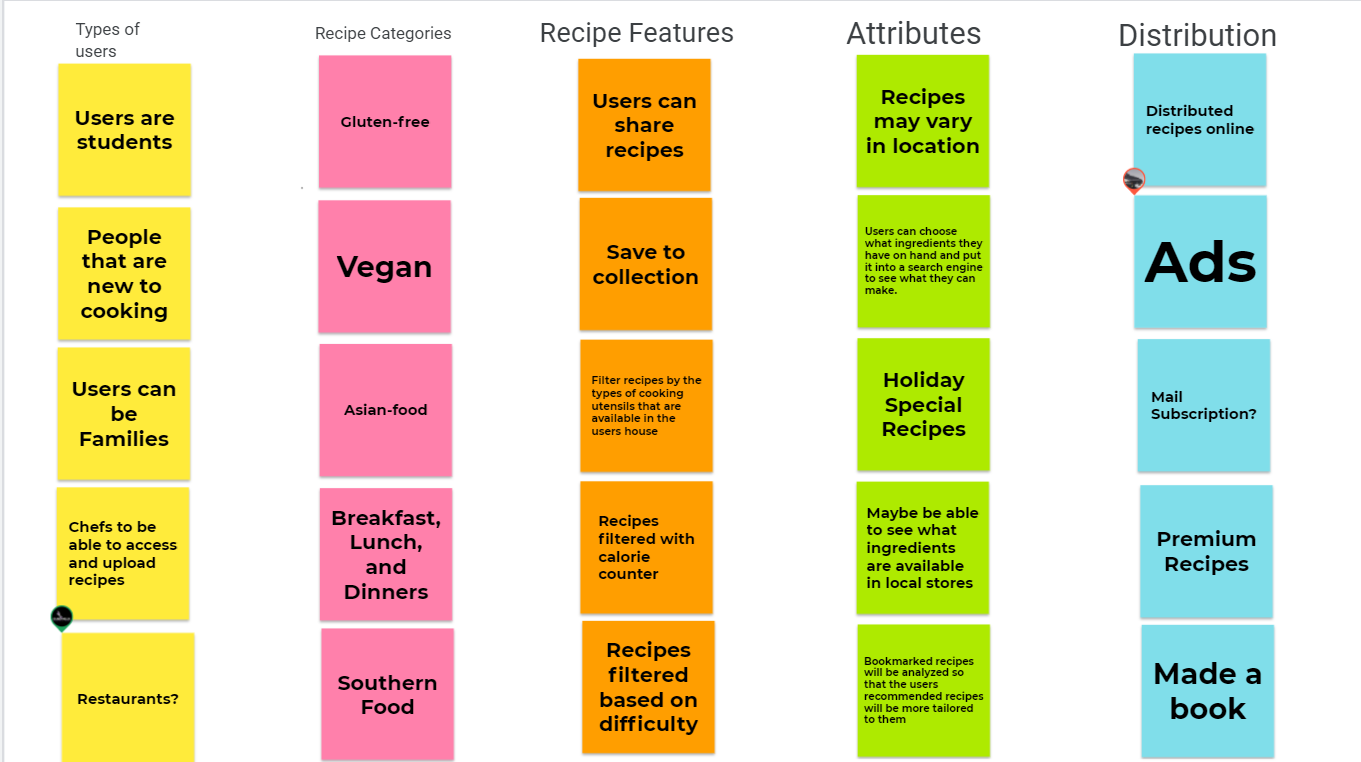 Types of
users
Users are
students
People
that are
new to
cooking
Users can
be
Families
Chefs to be
able to access
and upload
recipes
Restaurants?
Recipe Categories
Gluten-free
Vegan
Asian-food
Breakfast,
Lunch,
and
Dinners
Southern
Food
Recipe Features
Users can
share
recipes
Save to
collection
Filter recipes by the
types of cooking
utensils that are
available in the
users house
Recipes
filtered with
calorie
counter
Recipes
filtered
based on
difficulty
Attributes
Recipes
may vary
in location
Users can choose
what ingredients they
have on hand and put
it into a search engine
to see what they can
make.
Holiday
Special
Recipes
Maybe be able
to see what
ingredients
are available
in local stores
Bookmarked recipes
will be analyzed so
that the users
recommended recipes
will be more tailored
to them
Distribution
Distributed
recipes online
Ads
Mail
Subscription?
Premium
Recipes
Made a
book